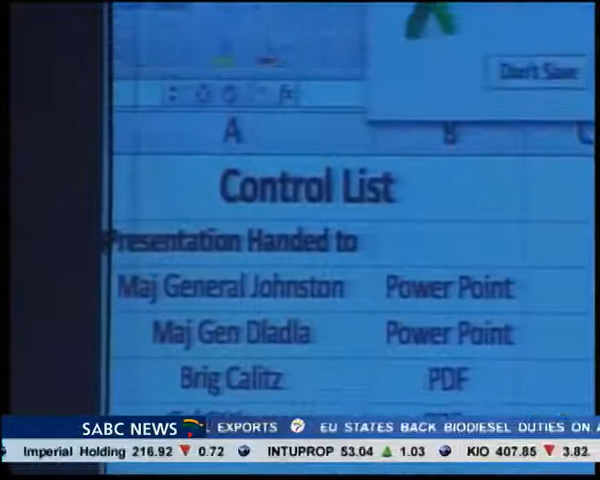 Don't Save
fx
A B C
Control List
Presentation Handed to
Maj General Johnston Power Point
Maj Gen Dladla Power Point
Brig Calitz PDF
SABC NEWS EXPORTS EU STATES BACK BIODIESEL DUTIES ON A
Imperial Holding 216.92 ▼ 0.72 INTUPROP 53.04 ▲ 1.03 KIO 407.85 ▼ 3.82